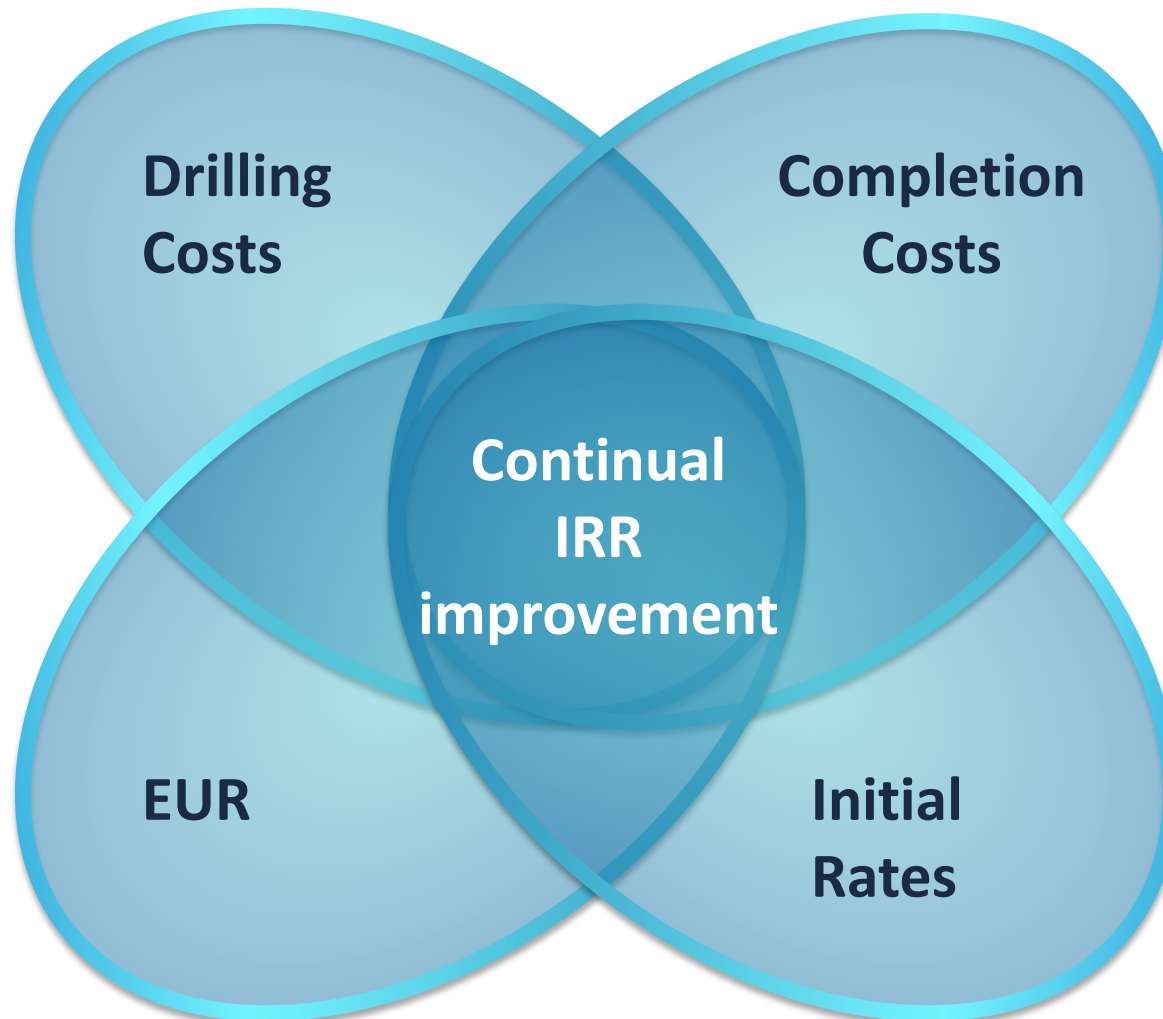 Drilling
Costs
Completion
Costs
Continual
IRR
improvement
EUR
Initial
Rates